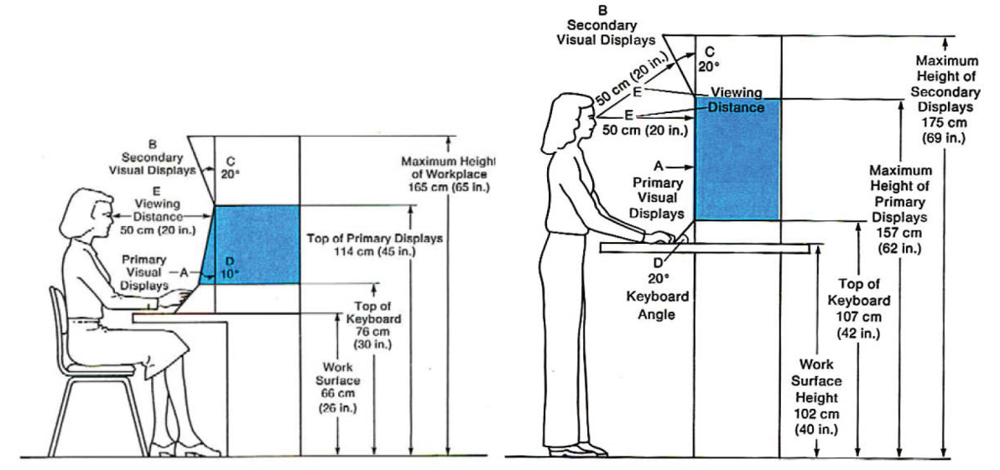 B
Secondary
Visual Displays
C
20°
E
Viewing
Distance
50 cm (20 in.)
Primary
Visual
Displays
A
D
10°
Maximum Height
of Workplace
165 cm (65 in.)
Top of Primary Displays
114 cm (45 in.)
Top of
Keyboard
76 cm
(30 in.)
Work
Surface
66 cm
(26 in.)
B
Secondary
Visual Displays
C
20°
50 cm (20 in.)
E
Viewing
Distance
E
50 cm (20 in.)
A
Primary
Visual
Displays
D
20°
Keyboard
Angle
Maximum
Height of
Secondary
Displays
175 cm
(69 in.)
Maximum
Height of
Primary
Displays
157 cm
(62 in.)
Top of
Keyboard
107 cm
(42 in.)
Work
Surface
Height
102 cm
(40 in.)